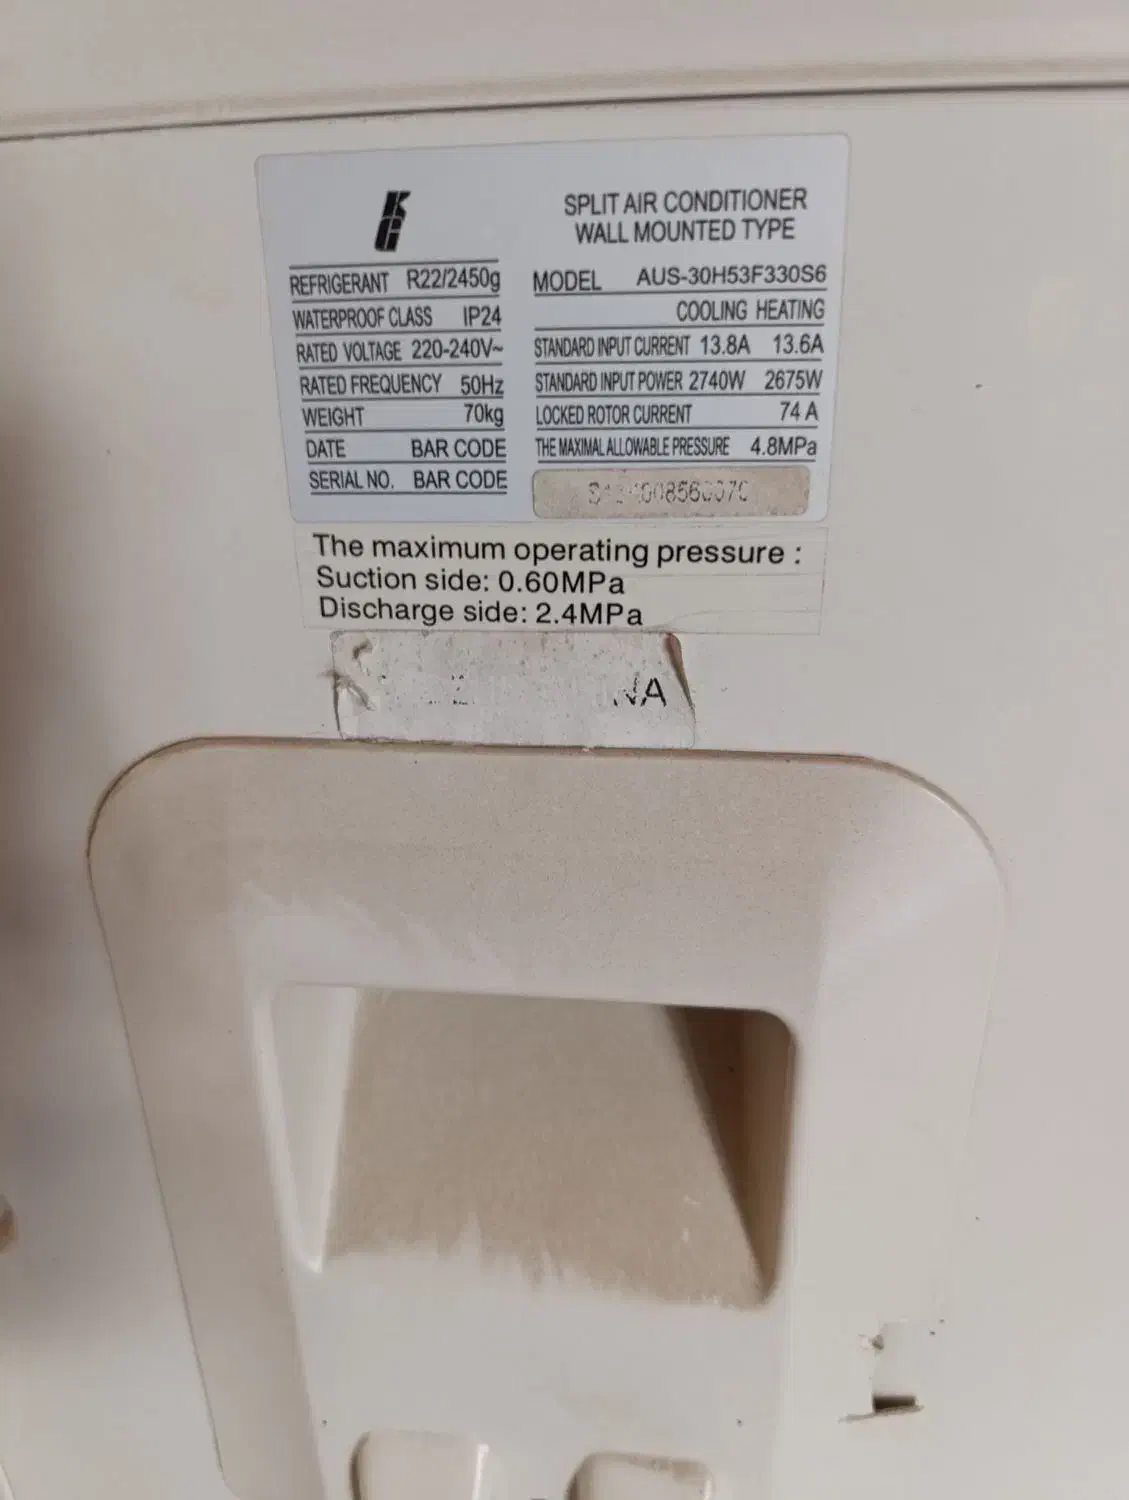 KG
SPLIT AIR CONDITIONER
WALL MOUNTED TYPE
REFRIGERANT R22/2450g
WATERPROOF CLASS IP24
RATED VOLTAGE 220-240V~
RATED FREQUENCY 50Hz
WEIGHT 70kg
DATE BAR CODE
SERIAL NO. BAR CODE
MODEL AUS-30H53F330S6
COOLING HEATING
STANDARD INPUT CURRENT 13.8A 13.6A
STANDARD INPUT POWER 2740W 2675W
LOCKED ROTOR CURRENT 74 A
THE MAXIMAL ALLOWABLE PRESSURE 4.8MPa
The maximum operating pressure :
Suction side: 0.60MPa
Discharge side: 2.4MPa